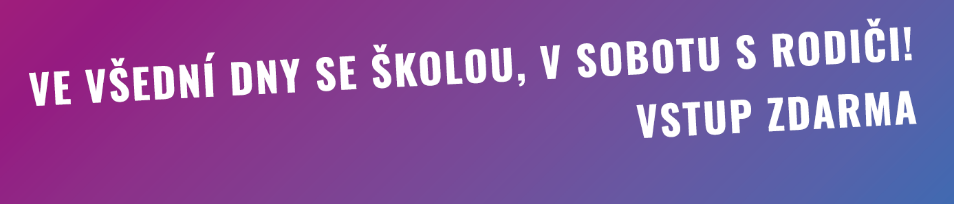 VE VŠEDNÍ DNY SE ŠKOLOU, V SOBOTU S RODIČI!
VSTUP ZDARMA